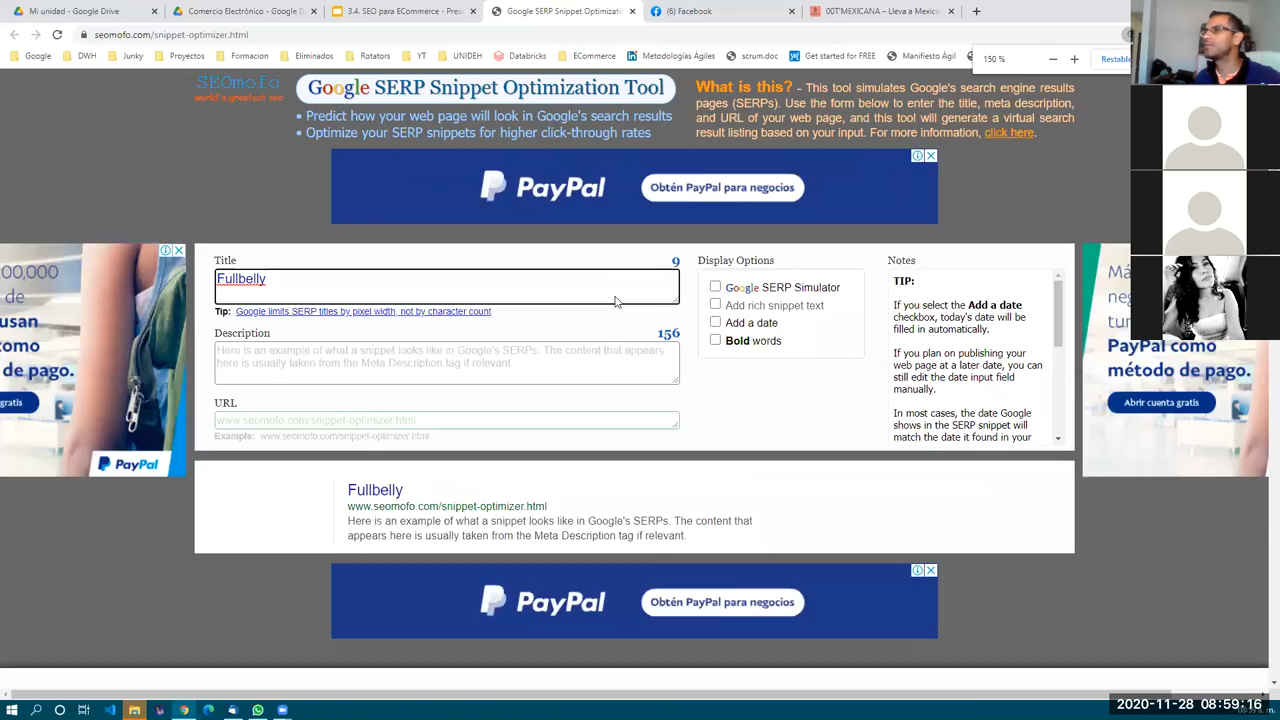 Mi unidad - Google Drive
Comercio Electrónico - Google D
3.4. SEO para ECommerce - Pres
Google SERP Snippet Optimizati
(2) Facebook
00T'MEXICANA – Lleva a Mexico
seomofo.com/snippet-optimizer.html
Google
DWH
Junky
Proyectos
Formacion
Eliminados
Rotators
YT
UNIDEH
Databricks
ECommerce
Metodologías Ágiles
scrum.doc
Get started for FREE
Manifiesto Ágil
150 %
Restable
SEOmofo
world's greatest seo
Google SERP Snippet Optimization Tool
• Predict how your web page will look in Google's search results
• Optimize your SERP snippets for higher click-through rates
What is this? - This tool simulates Google's search engine results
pages (SERPs). Use the form below to enter the title, meta description,
and URL of your web page, and this tool will generate a virtual search
result listing based on your input. For more information, click here.
PayPal
Obtén PayPal para negocios
00,000
usan
como
de pago.
gratis
PayPal
Title
9
Fullbelly
Tip: Google limits SERP titles by pixel width, not by character count
Description
156
Here is an example of what a snippet looks like in Google's SERPs. The content that appears
here is usually taken from the Meta Description tag if relevant.
URL
www.seomofo.com/snippet-optimizer.html
Example: www.seomofo.com/snippet-optimizer.html
Display Options
Google SERP Simulator
Add rich snippet text
Add a date
Bold words
Notes
TIP:
If you select the Add a date
checkbox, today's date will be
filled in automatically.
If you plan on publishing your
web page at a later date, you can
still edit the date input field
manually.
In most cases, the date Google
shows in the SERP snippet will
match the date it found in your
PayPal como
método de pago.
Abrir cuenta gratis
Fullbelly
www.seomofo.com/snippet-optimizer.html
Here is an example of what a snippet looks like in Google's SERPs. The content that
appears here is usually taken from the Meta Description tag if relevant.
PayPal
Obtén PayPal para negocios
2020-11-28 08:59:16